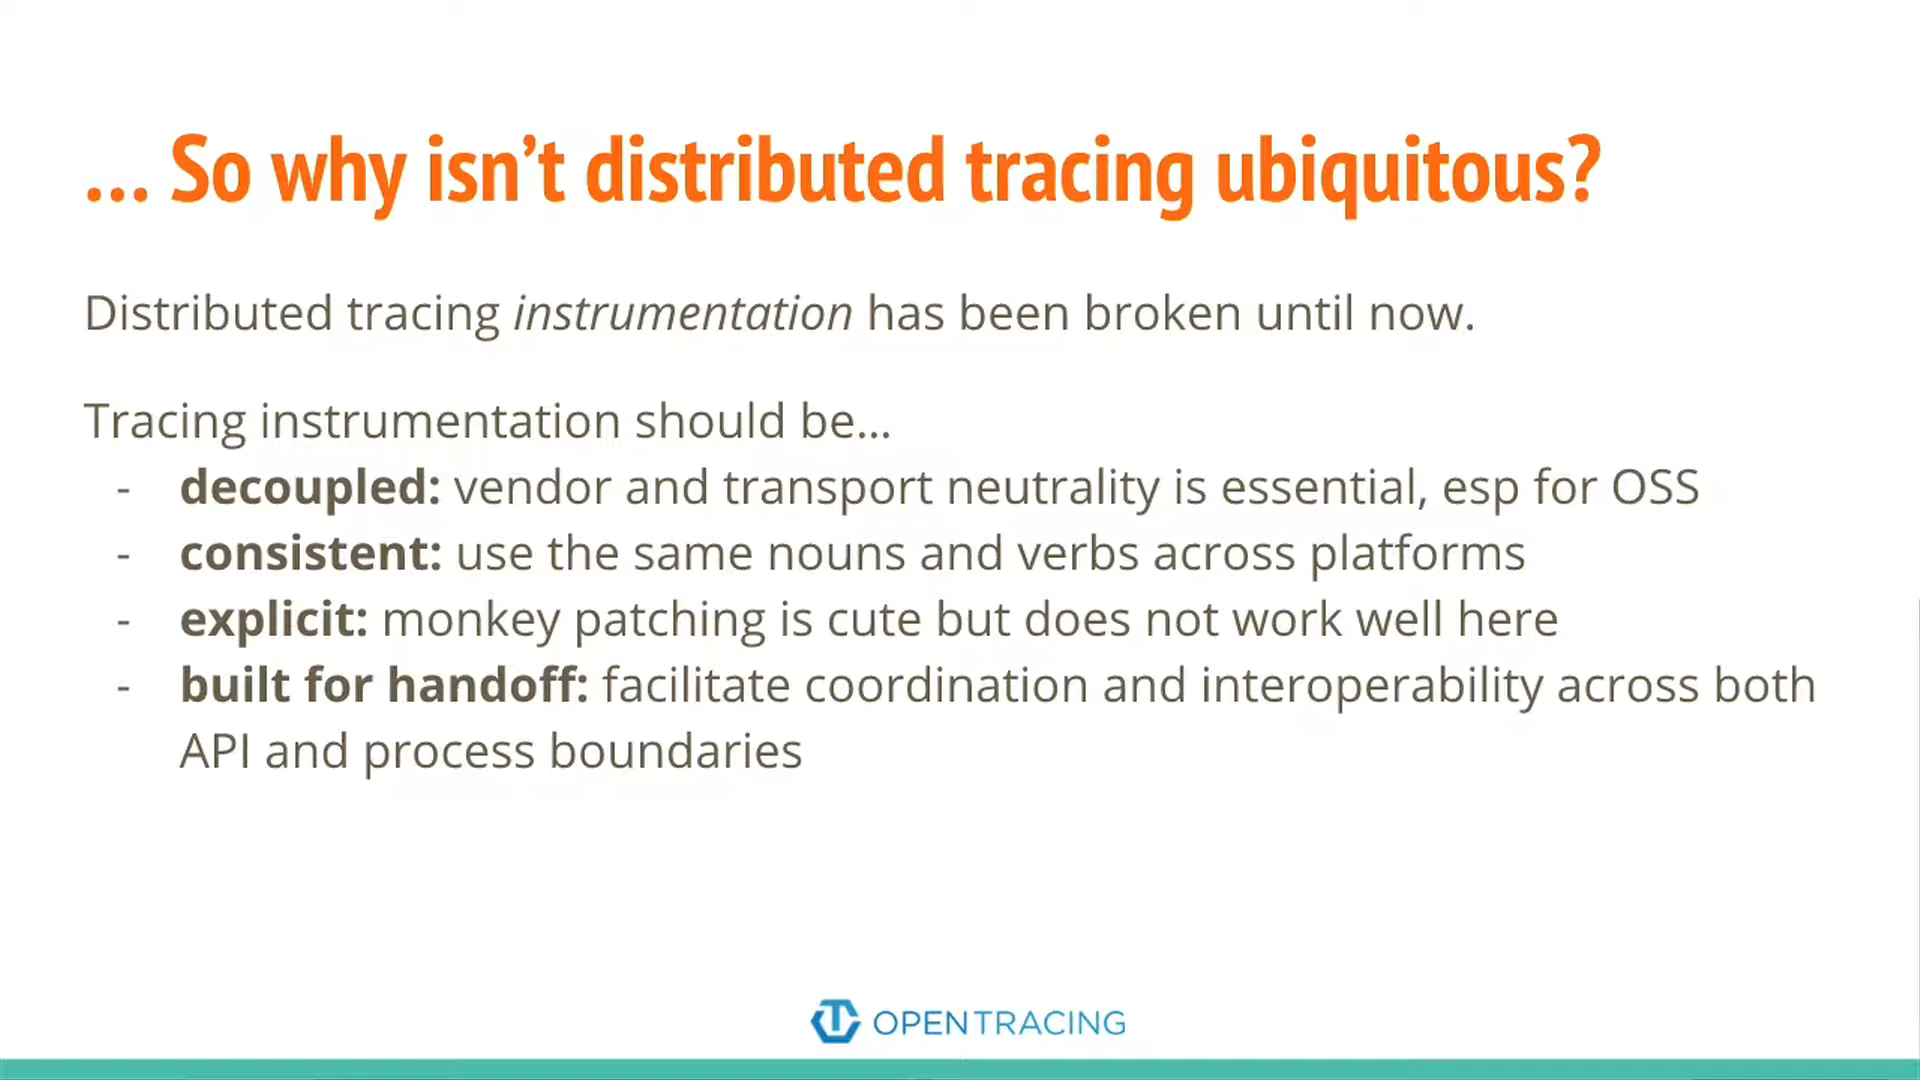 ... So why isn’t distributed tracing ubiquitous?
Distributed tracing instrumentation has been broken until now.
Tracing instrumentation should be...
- decoupled: vendor and transport neutrality is essential, esp for OSS
- consistent: use the same nouns and verbs across platforms
- explicit: monkey patching is cute but does not work well here
- built for handoff: facilitate coordination and interoperability across both
API and process boundaries
OPENTRACING